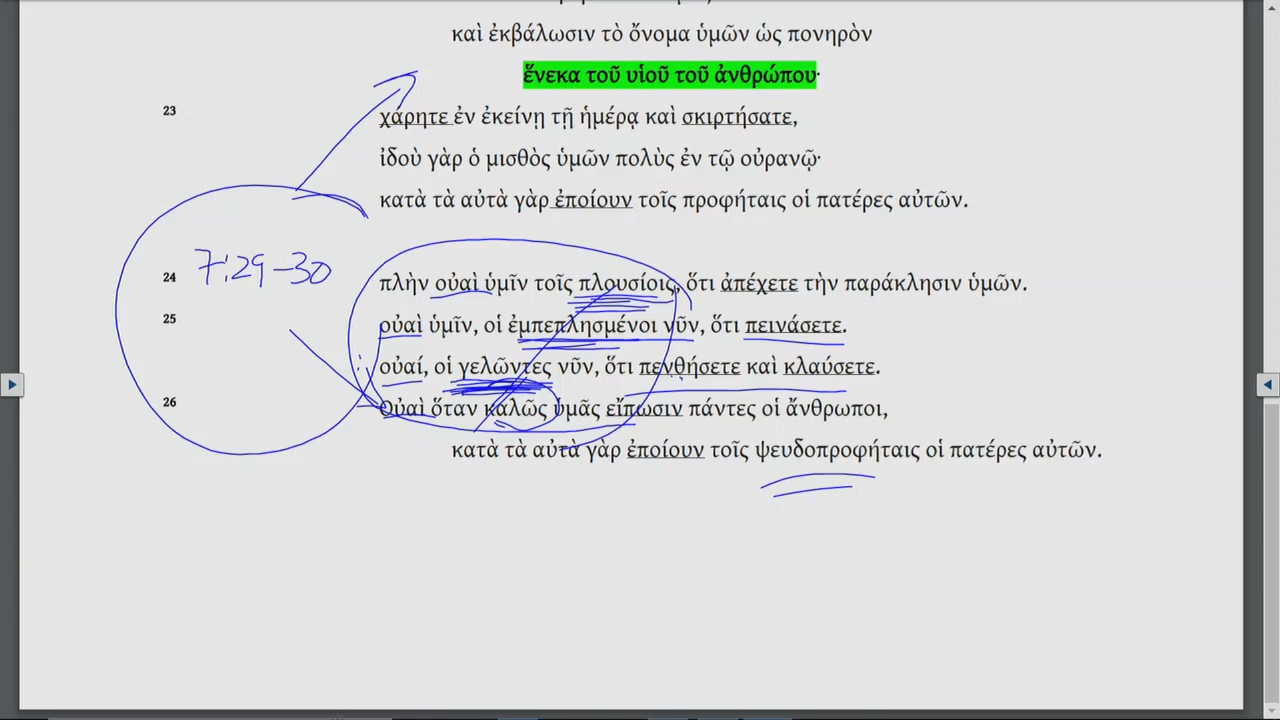 καὶ ἐκβάλωσιν τὸ ὄνομα ὑμῶν ὡς πονηρὸν
ἕνεκα τοῦ υἱοῦ τοῦ ἀνθρώπου·
23 χάρητε ἐν ἐκείνῃ τῇ ἡμέρᾳ καὶ σκιρτήσατε,
ἰδοὺ γὰρ ὁ μισθὸς ὑμῶν πολὺς ἐν τῷ οὐρανῷ·
κατὰ τὰ αὐτὰ γὰρ ἐποίουν τοῖς προφήταις οἱ πατέρες αὐτῶν.
7:29-30
24 πλὴν οὐαὶ ὑμῖν τοῖς πλουσίοις, ὅτι ἀπέχετε τὴν παράκλησιν ὑμῶν.
25 οὐαὶ ὑμῖν, οἱ ἐμπεπλησμένοι νῦν, ὅτι πεινάσετε.
οὐαί, οἱ γελῶντες νῦν, ὅτι πενθήσετε καὶ κλαύσετε.
26 Οὐαὶ ὅταν καλῶς ὑμᾶς εἴπωσιν πάντες οἱ ἄνθρωποι,
κατὰ τὰ αὐτὰ γὰρ ἐποίουν τοῖς ψευδοπροφήταις οἱ πατέρες αὐτῶν.